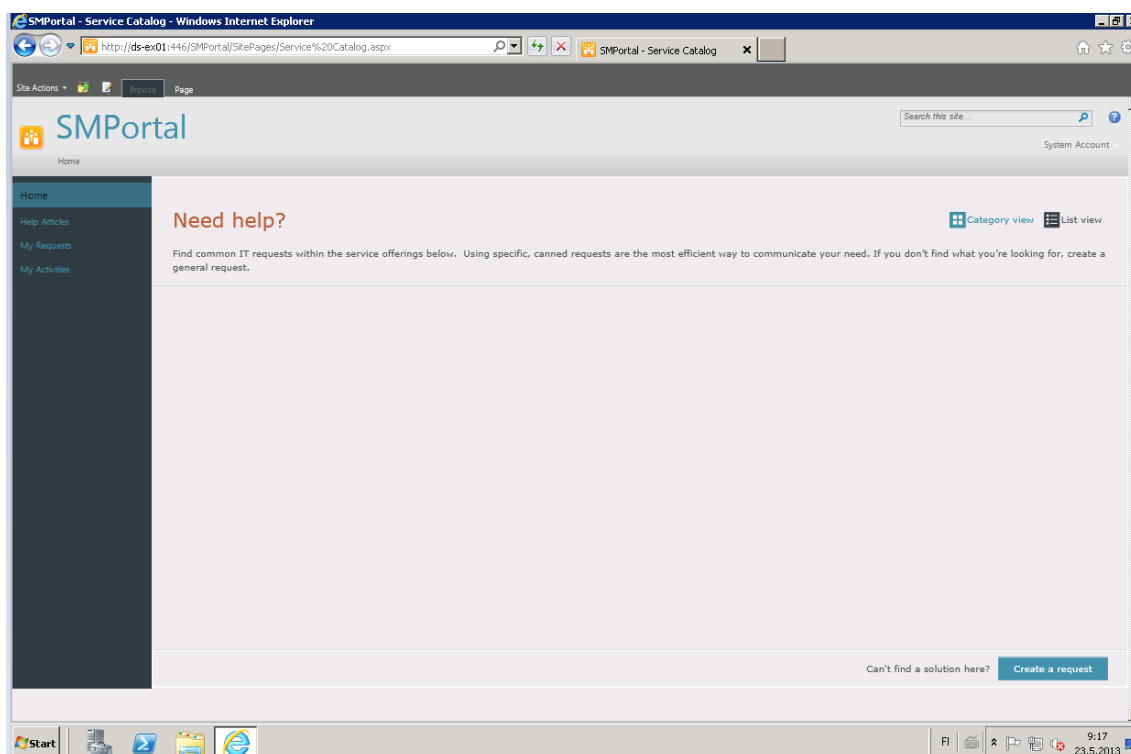 SMPortal - Service Catalog - Windows Internet Explorer
http://ds-ex01:446/SMPortal/SitePages/Service%20Catalog.aspx
SMPortal - Service Catalog
Site Actions
Browse
Page
SMPortal
Search this site...
System Account
Home
Home
Help Articles
My Requests
My Activities
Need help?
Category view
List view
Find common IT requests within the service offerings below. Using specific, canned requests are the most efficient way to communicate your need. If you don't find what you're looking for, create a
general request.
Can't find a solution here?
Create a request
Start
FI
9:17
23.5.2013